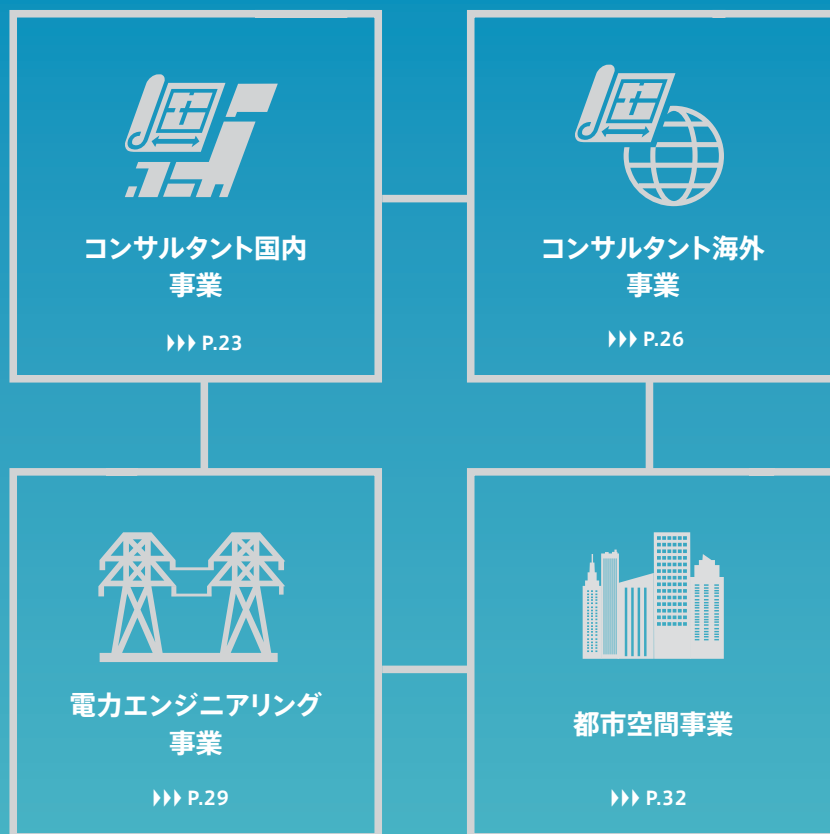 コンサルタント国内
事業
P.23
コンサルタント海外
事業
P.26
電力エンジニアリング
事業
P.29
都市空間事業
P.32